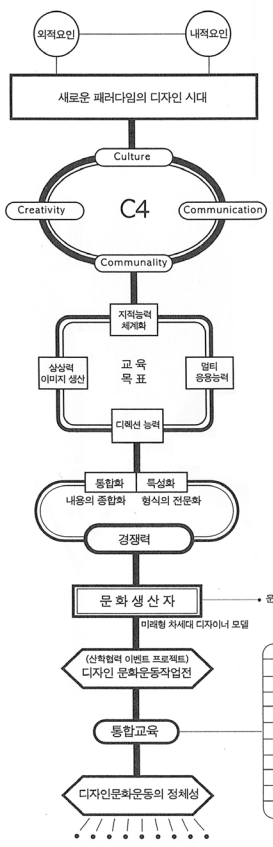 외적요인 내적요인
새로운 패러다임의 디자인 시대
Culture
Creativity C4 Communication
Communality
지적능력
체계화
상상력
이미지 생산
교 육
목 표
멀티
응용능력
디렉션 능력
통합화 특성화
내용의 종합화 형식의 전문화
경쟁력
문 화 생 산 자
미래형 차세대 디자이너 모델
(산학협력 이벤트 프로젝트)
디자인 문화운동작업전
통합교육
디자인문화운동의 정체성